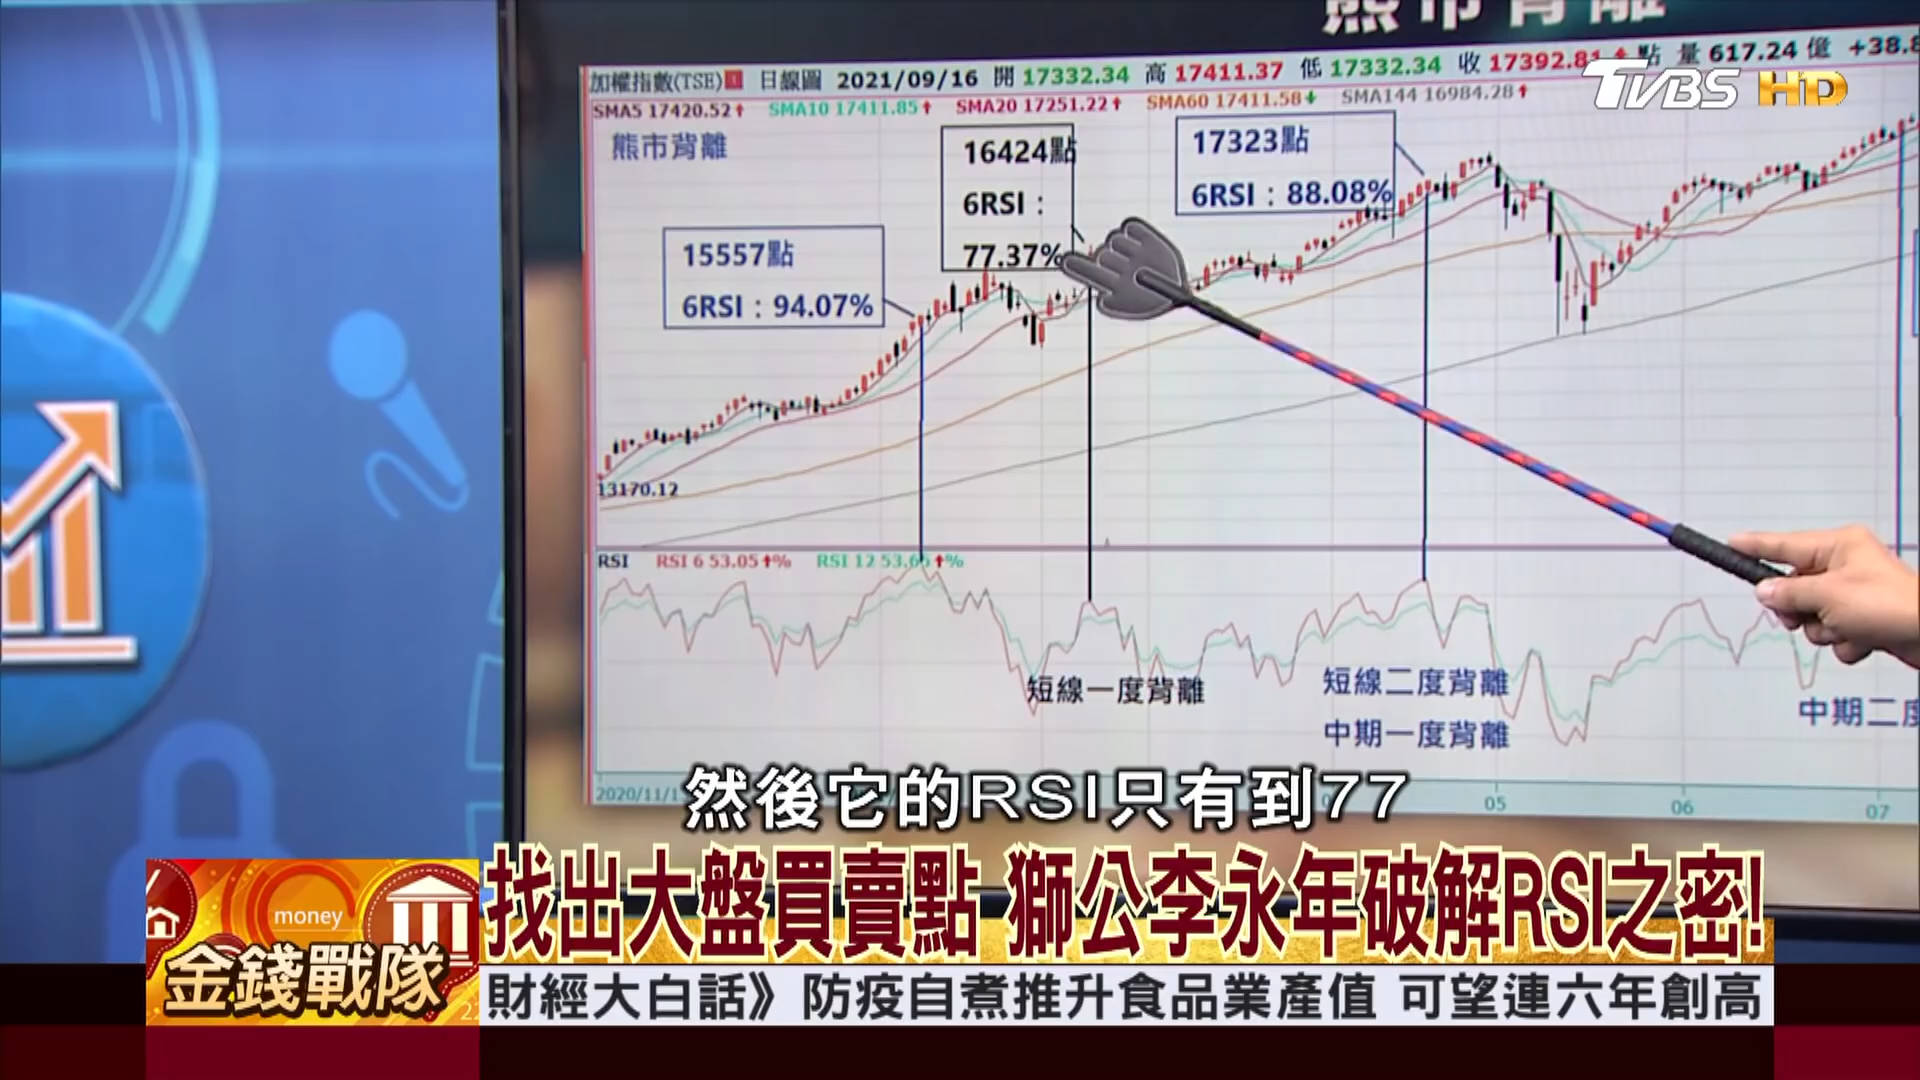 熊市背離
加權指數(TSE) 日線圖 2021/09/16 開 17332.34 高 17411.37 低 17332.34 收 17392.81↑點 量 617.24 億 +38.8
TVBS HD
SMA5 17420.52↑ SMA10 17411.85↑ SMA20 17251.22↑ SMA60 17411.58↓ SMA144 16984.28↑
熊市背離
16424點
6RSI：
77.37%
17323點
6RSI：88.08%
15557點
6RSI：94.07%
13170.12
RSI RSI 6 53.05↑% RSI 12 53.65↑%
短線一度背離
短線二度背離
中期一度背離
中期二度
2020/11/1
05 06 07
然後它的RSI只有到77
money
金錢戰隊
找出大盤買賣點 獅公李永年破解RSI之密!
財經大白話》防疫自煮推升食品業產值 可望連六年創高